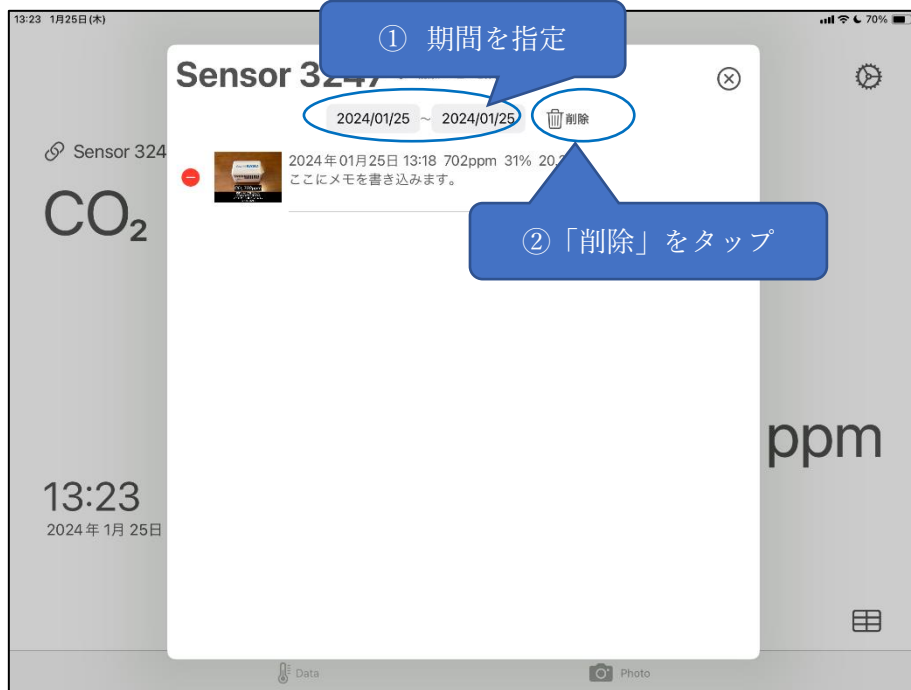 13:23 1月25日(木)
70%
① 期間を指定
Sensor 3247
2024/01/25 ~ 2024/01/25 削除
Sensor 324
2024年01月25日 13:18 702ppm 31% 20.
ここにメモを書き込みます。
CO₂
②「削除」をタップ
ppm
13:23
2024年 1月 25日
Data
Photo